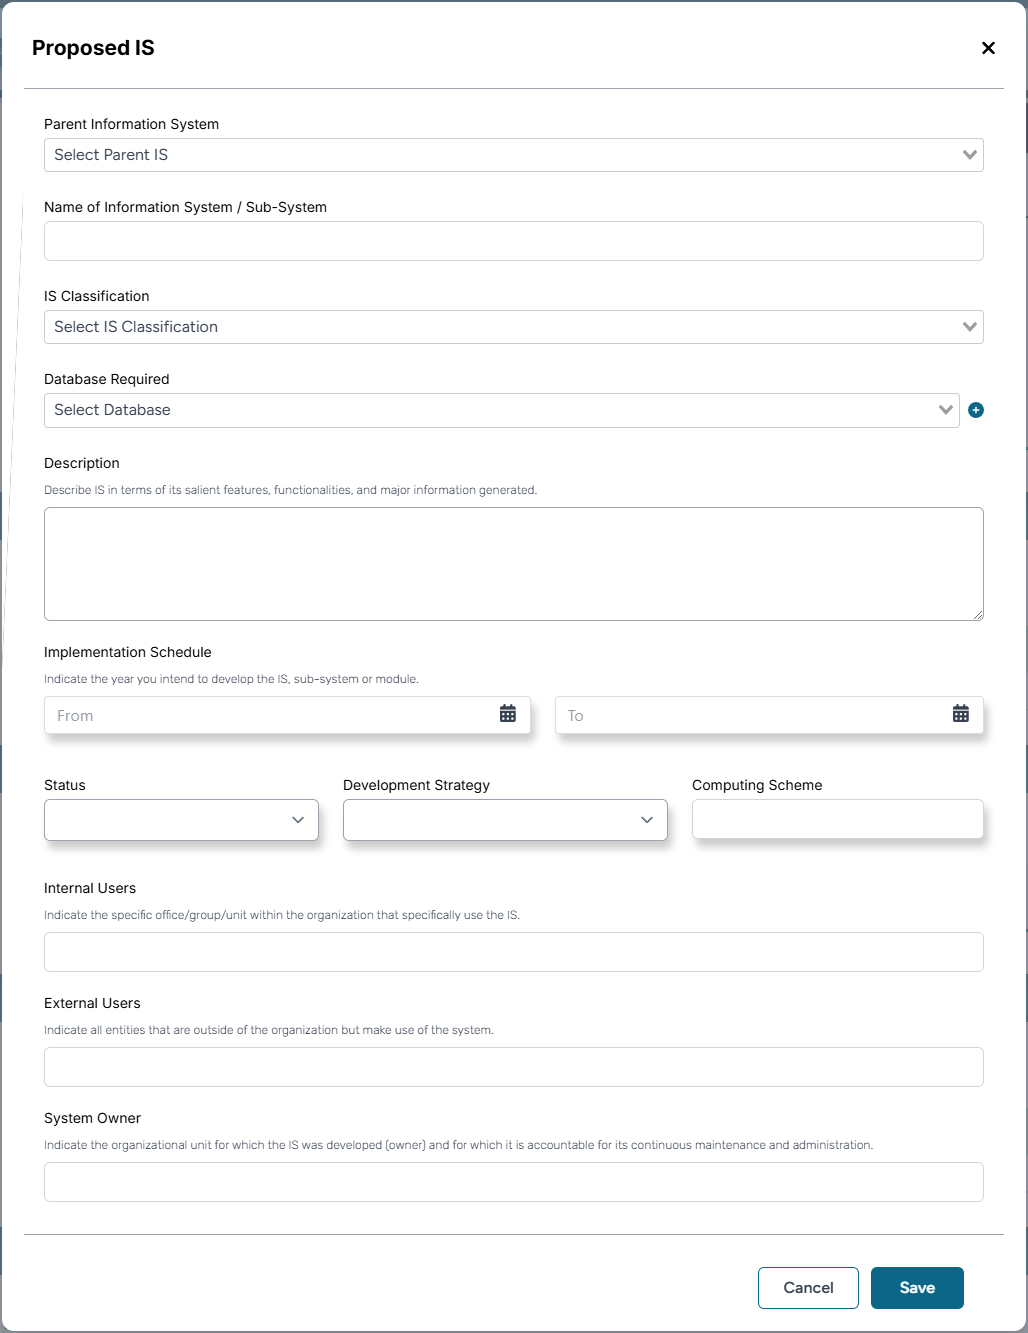 Proposed IS
Parent Information System
Select Parent IS
Name of Information System / Sub-System
IS Classification
Select IS Classification
Database Required
Select Database
Description
Describe IS in terms of its salient features, functionalities, and major information generated.
Implementation Schedule
Indicate the year you intend to develop the IS, sub-system or module.
From To
Status Development Strategy Computing Scheme
Internal Users
Indicate the specific office/group/unit within the organization that specifically use the IS.
External Users
Indicate all entities that are outside of the organization but make use of the system.
System Owner
Indicate the organizational unit for which the IS was developed (owner) and for which it is accountable for its continuous maintenance and administration.
Cancel Save